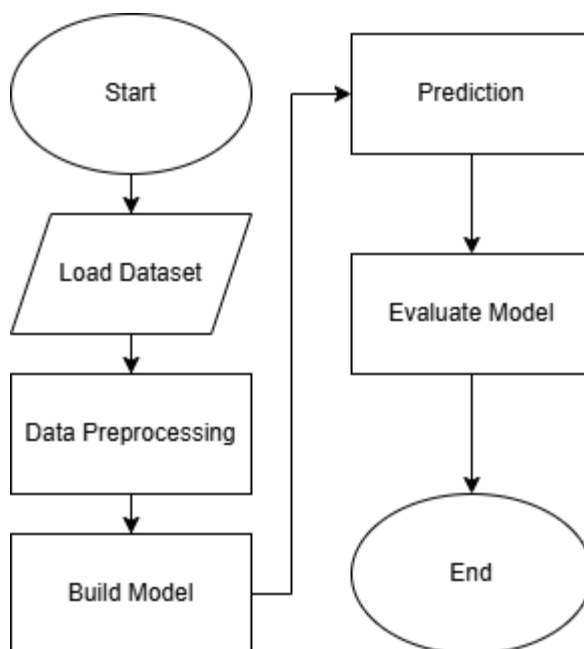 Start
Load Dataset
Data Preprocessing
Build Model
Prediction
Evaluate Model
End